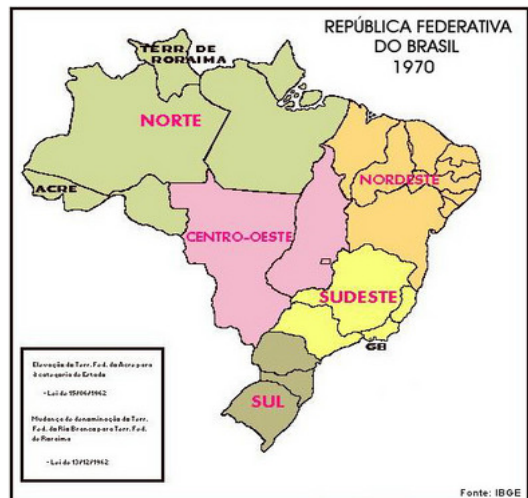 REPÚBLICA FEDERATIVA
DO BRASIL
1970
TERR. DE
RORAIMA
NORTE
NORDESTE
ACRE
CENTRO-OESTE
SUDESTE
GB
SUL
Elevação do Terr. Fed. do Acre para
à categoria de Estado
- Lei de 15/06/1962
Mudança de denominação do Terr.
Fed. do Rio Branco para Terr. Fed.
de Roraima
- Lei de 13/12/1962
Fonte: IBGE